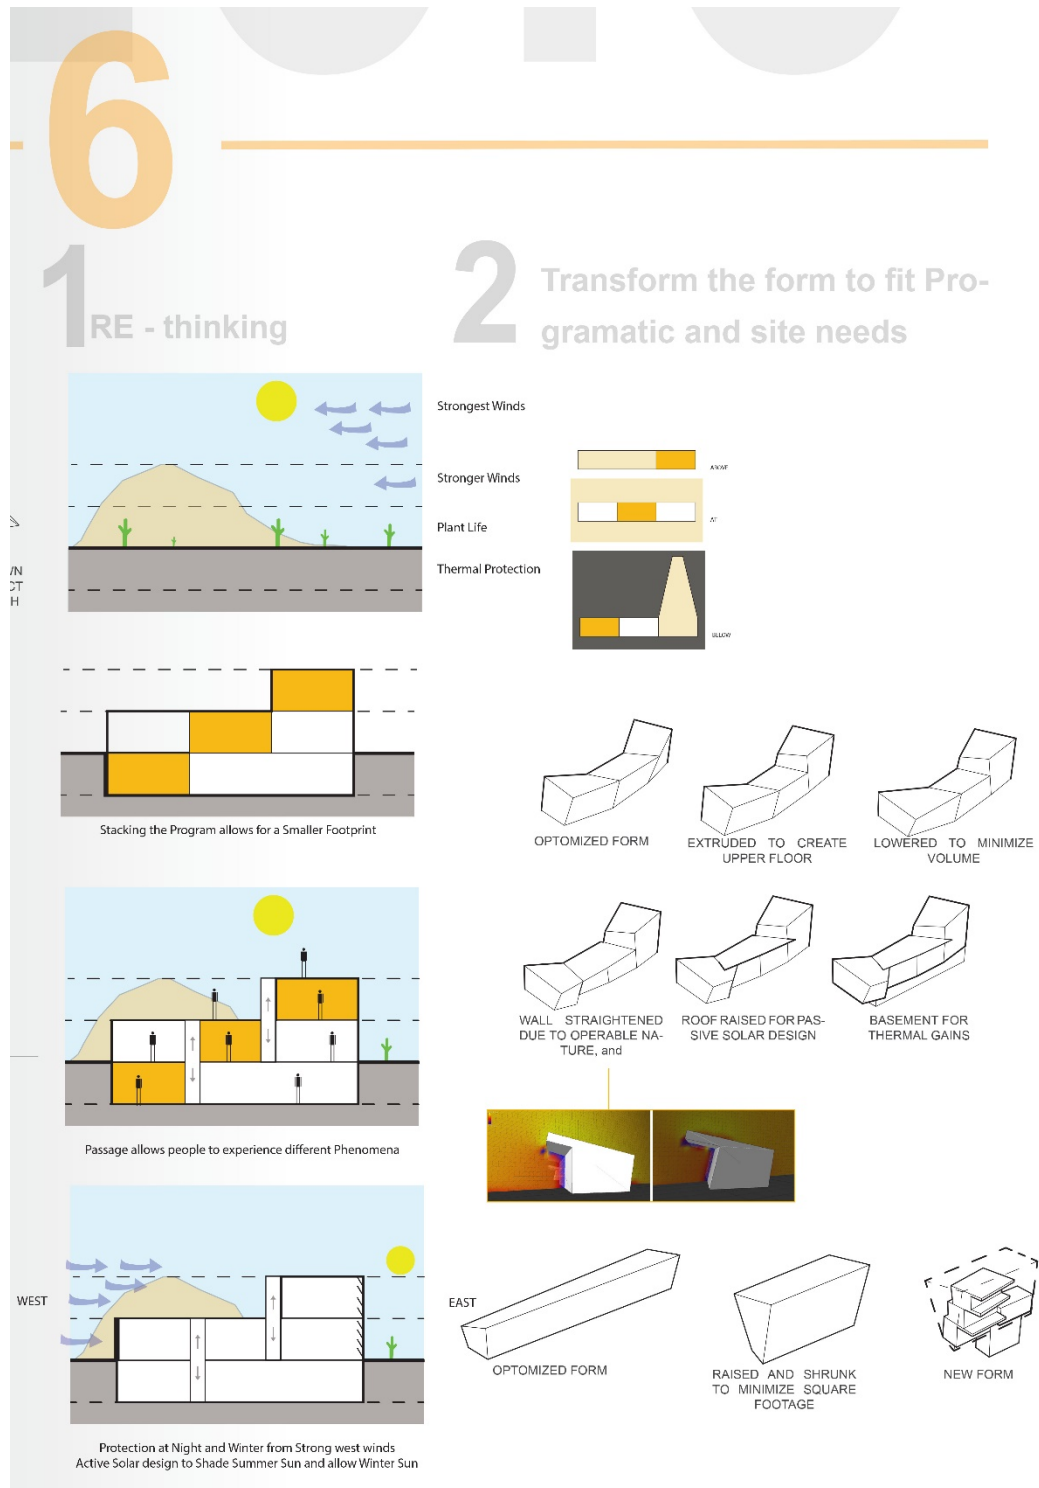 6
1
RE - thinking
2
Transform the form to fit Pro-
gramatic and site needs
Strongest Winds
Stronger Winds
Plant Life
Thermal Protection
ABOVE
AT
BELOW
WN
CT
H
Stacking the Program allows for a Smaller Footprint
OPTOMIZED FORM
EXTRUDED TO CREATE
UPPER FLOOR
LOWERED TO MINIMIZE
VOLUME
WALL STRAIGHTENED
DUE TO OPERABLE NA-
TURE, and
ROOF RAISED FOR PAS-
SIVE SOLAR DESIGN
BASEMENT FOR
THERMAL GAINS
Passage allows people to experience different Phenomena
WEST
EAST
OPTOMIZED FORM
RAISED AND SHRUNK
TO MINIMIZE SQUARE
FOOTAGE
NEW FORM
Protection at Night and Winter from Strong west winds
Active Solar design to Shade Summer Sun and allow Winter Sun